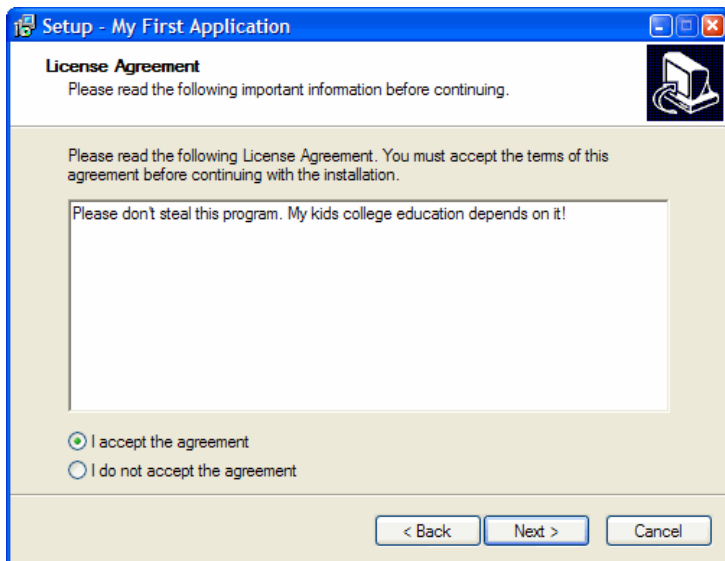 Setup - My First Application
License Agreement
Please read the following important information before continuing.
Please read the following License Agreement. You must accept the terms of this
agreement before continuing with the installation.
Please don't steal this program. My kids college education depends on it!
I accept the agreement
I do not accept the agreement
< Back
Next >
Cancel